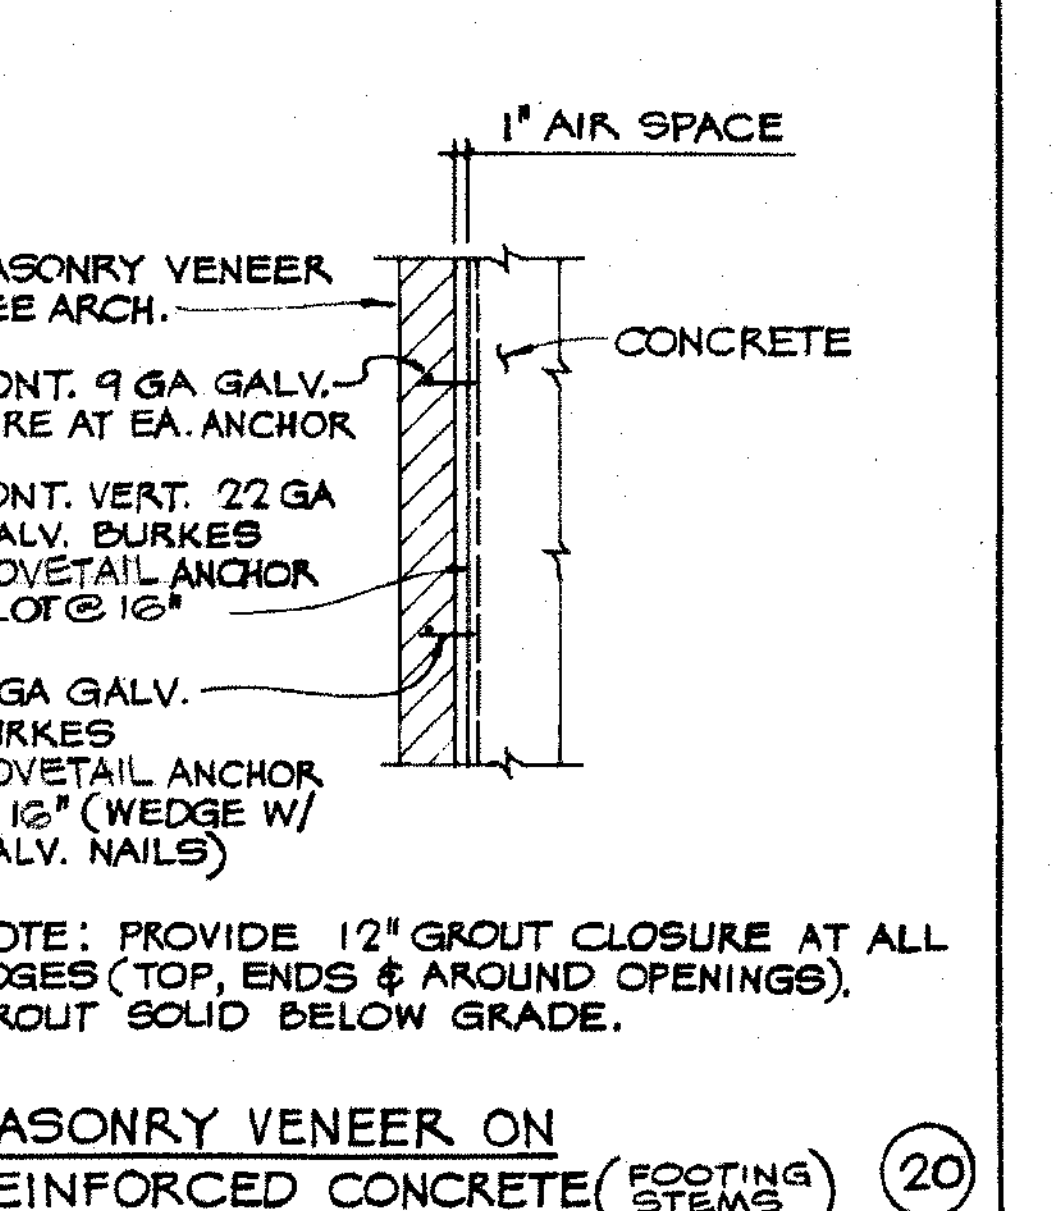 1" AIR SPACE
ASONRY VENEER
EE ARCH.
CONCRETE
ONT. 9 GA GALV.
RE AT EA. ANCHOR
ONT. VERT. 22 GA
ALV. BURKES
OVETAIL ANCHOR
LOT @ 16"
GA GALV.
RKES
OVETAIL ANCHOR
16" (WEDGE W/
ALV. NAILS)
OTE: PROVIDE 12" GROUT CLOSURE AT ALL
DGES (TOP, ENDS & AROUND OPENINGS).
ROUT SOLID BELOW GRADE.
ASONRY VENEER ON
EINFORCED CONCRETE (FOOTING STEMS)
20